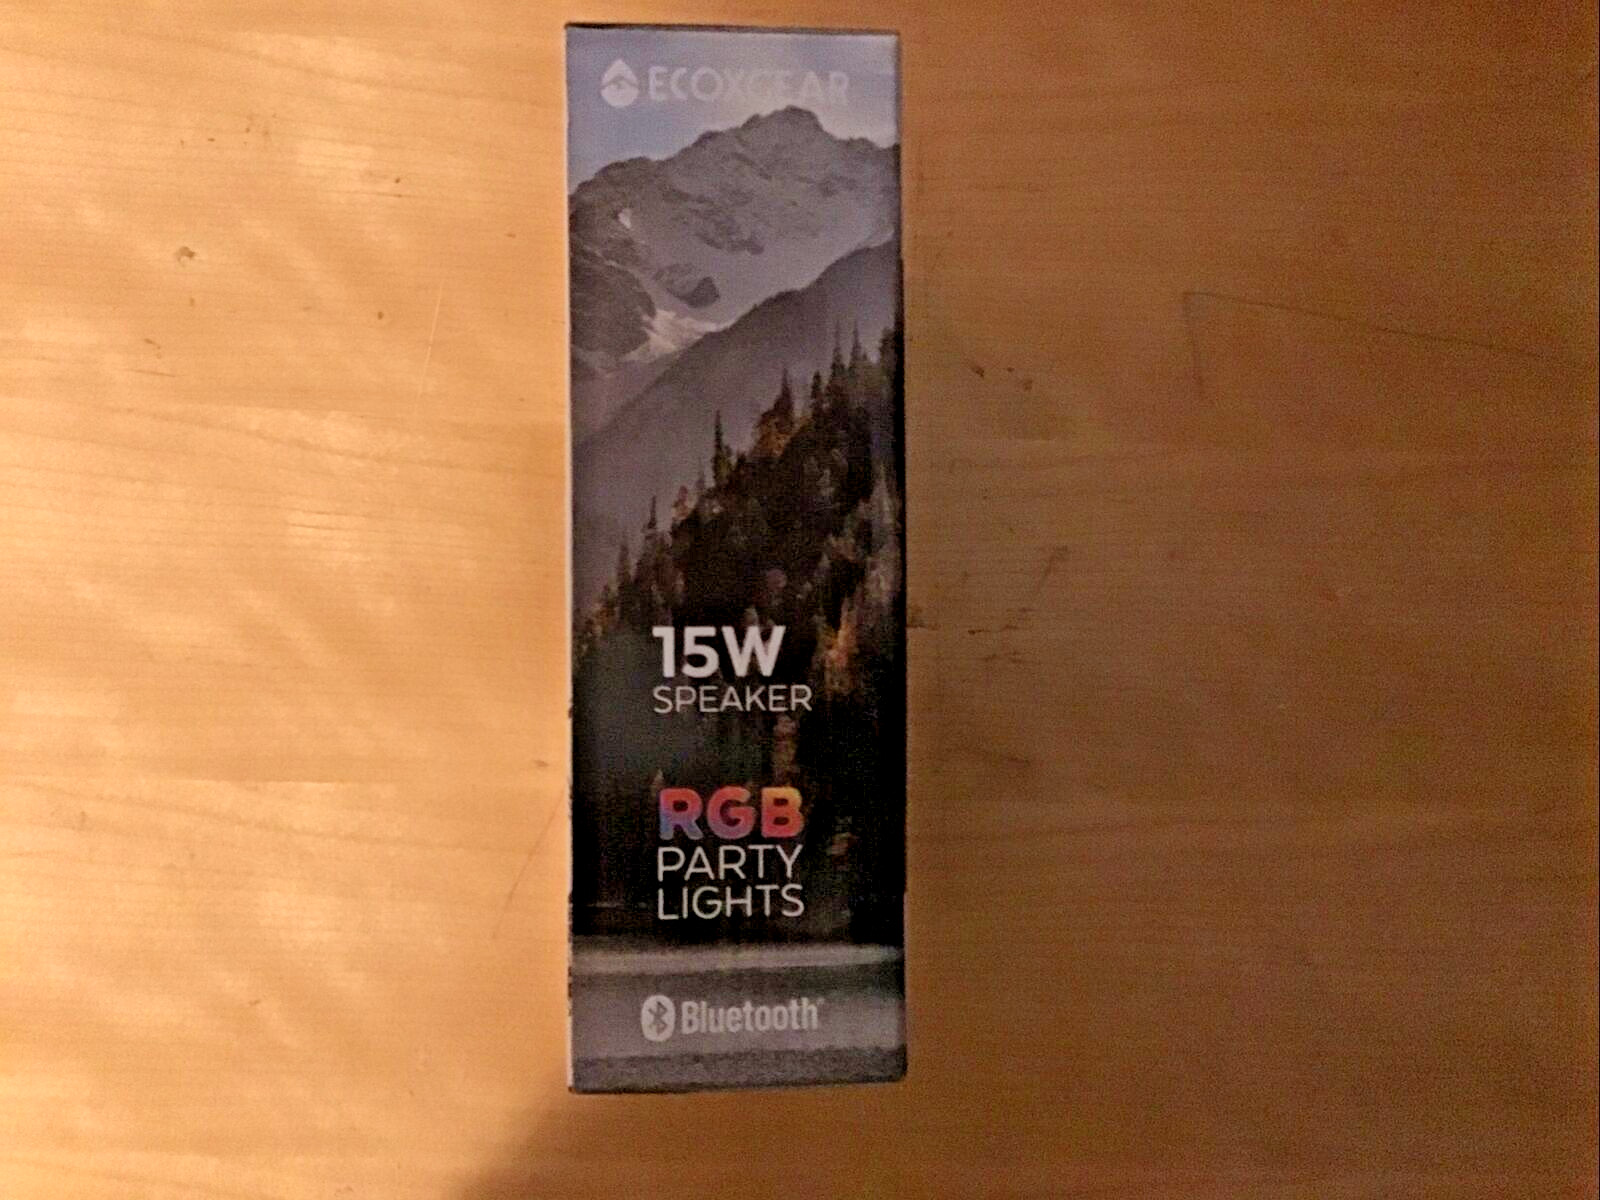 ECOXGEAR
15W
SPEAKER
RGB
PARTY
LIGHTS
Bluetooth®